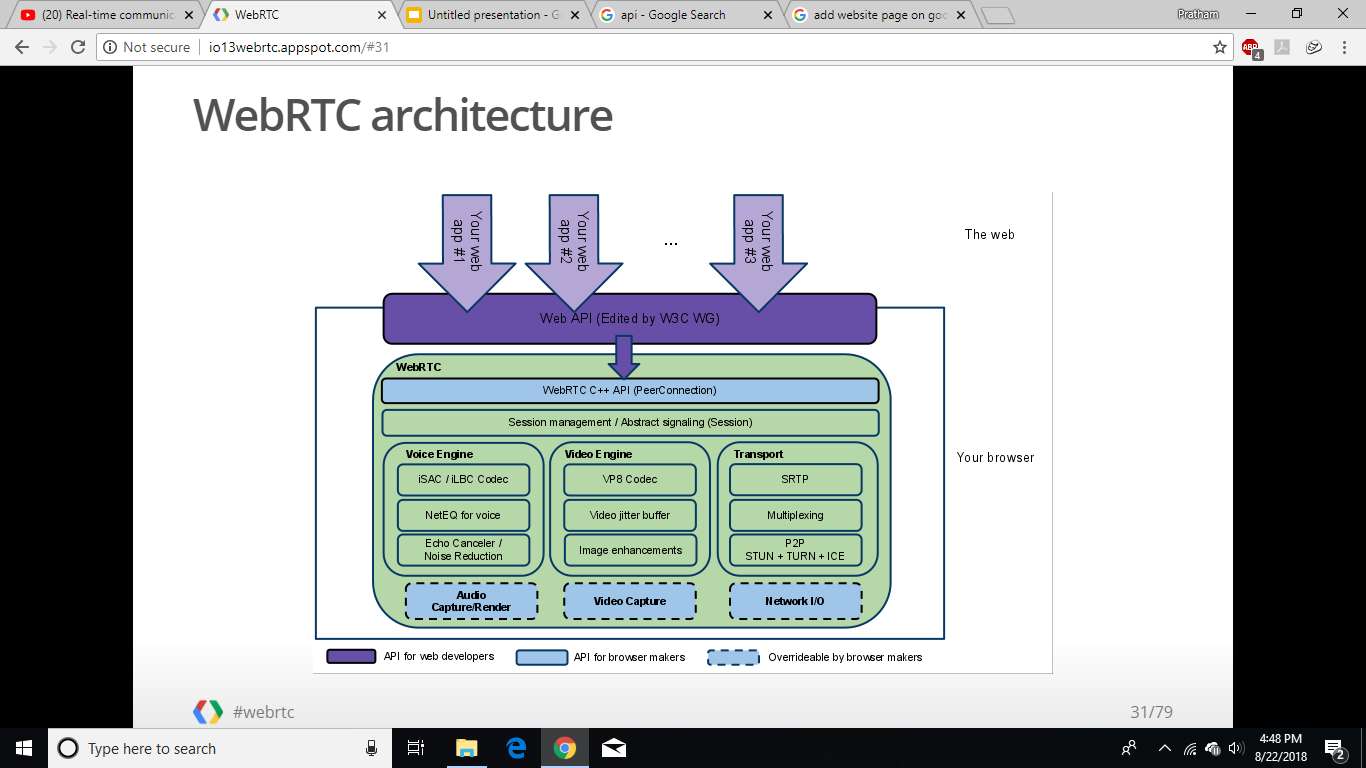 (20) Real-time communic
WebRTC
Untitled presentation - G
api - Google Search
add website page on goo
Pratham
Not secure
io13webrtc.appspot.com/#31
ABP
4
WebRTC architecture
Your web
app #1
Your web
app #2
...
Your web
app #3
The web
Web API (Edited by W3C WG)
WebRTC
WebRTC C++ API (PeerConnection)
Session management / Abstract signaling (Session)
Voice Engine
iSAC / iLBC Codec
NetEQ for voice
Echo Canceler /
Noise Reduction
Video Engine
VP8 Codec
Video jitter buffer
Image enhancements
Transport
SRTP
Multiplexing
P2P
STUN + TURN + ICE
Your browser
Audio
Capture/Render
Video Capture
Network I/O
API for web developers
API for browser makers
Overrideable by browser makers
#webrtc
31/79
Type here to search
4:48 PM
8/22/2018
2